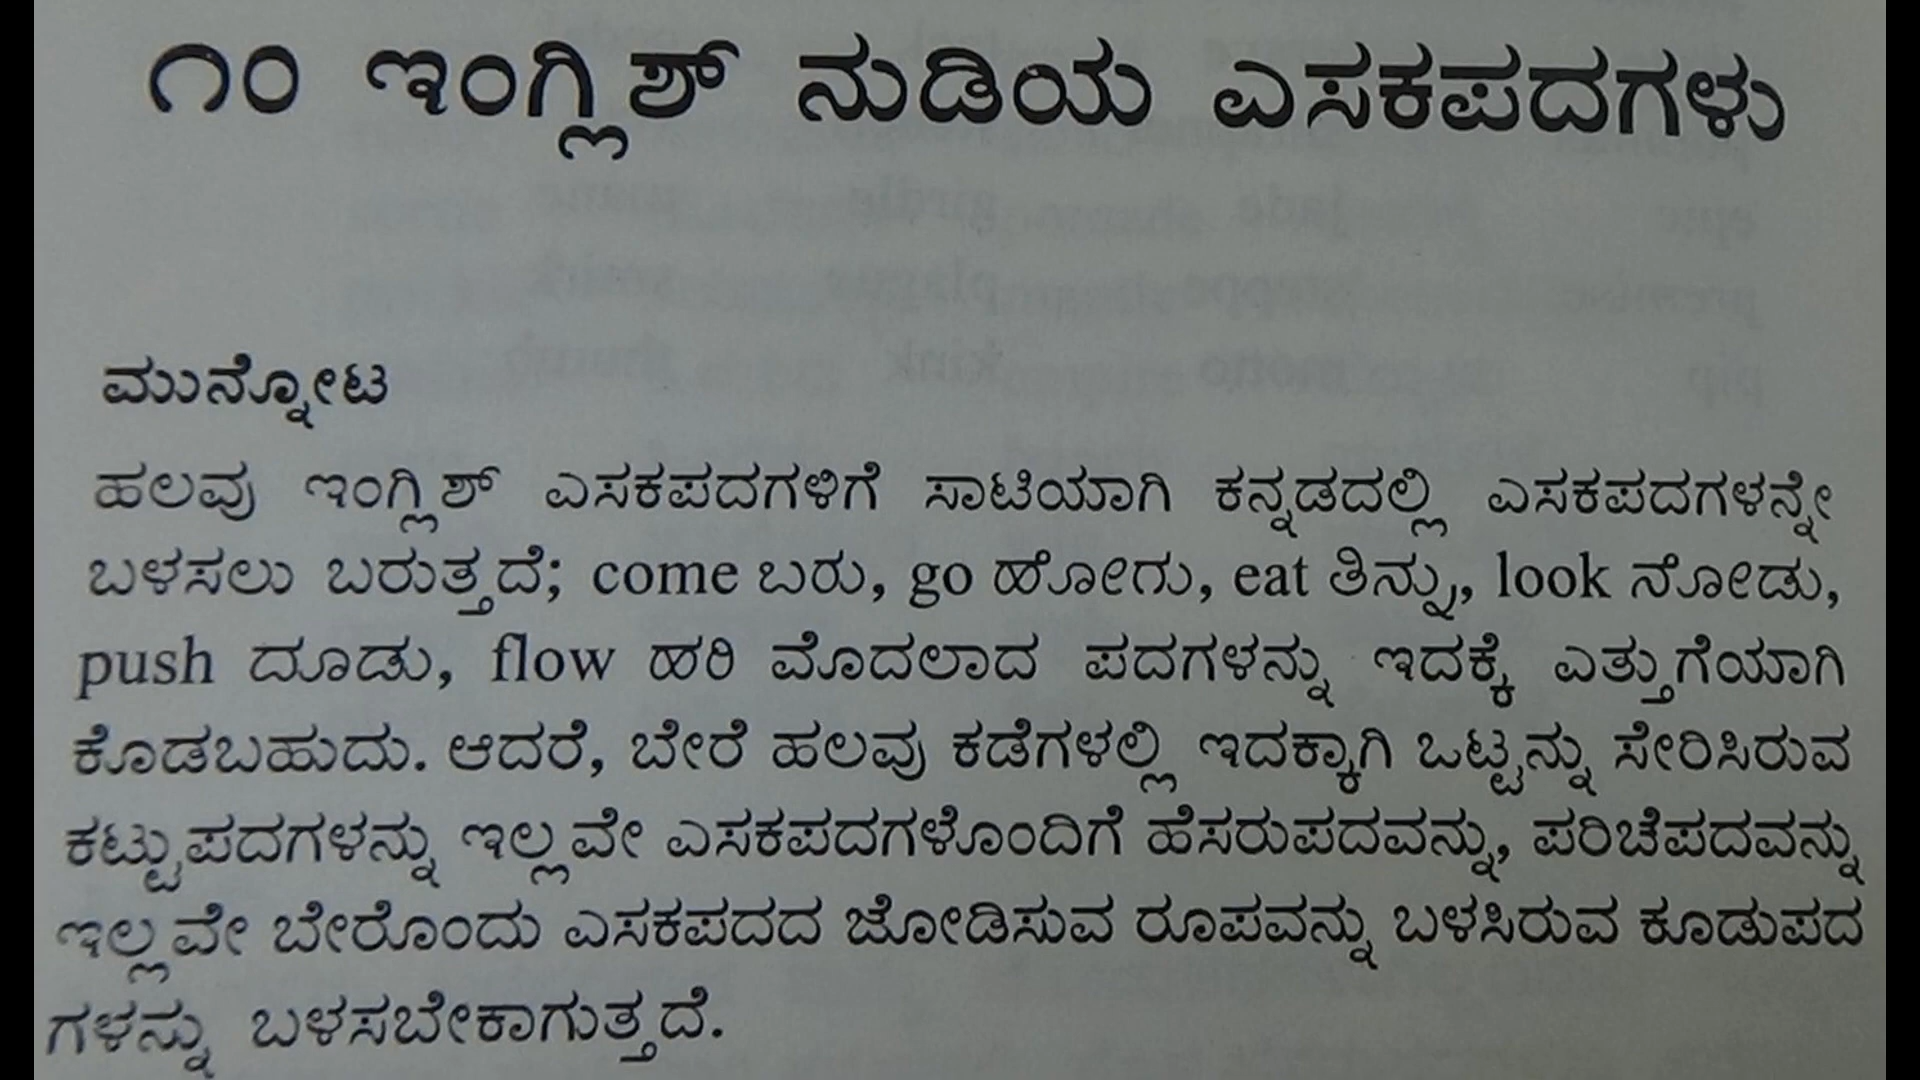 ೧೦ ಇಂಗ್ಲಿಶ್ ನುಡಿಯ ಎಸಕಪದಗಳು
ಮುನ್ನೋಟ
ಹಲವು ಇಂಗ್ಲಿಶ್ ಎಸಕಪದಗಳಿಗೆ ಸಾಟಿಯಾಗಿ ಕನ್ನಡದಲ್ಲಿ ಎಸಕಪದಗಳನ್ನೇ
ಬಳಸಲು ಬರುತ್ತದೆ; come ಬರು, go ಹೋಗು, eat ತಿನ್ನು, look ನೋಡು,
push ದೂಡು, flow ಹರಿ ಮೊದಲಾದ ಪದಗಳನ್ನು ಇದಕ್ಕೆ ಎತ್ತುಗೆಯಾಗಿ
ಕೊಡಬಹುದು. ಆದರೆ, ಬೇರೆ ಹಲವು ಕಡೆಗಳಲ್ಲಿ ಇದಕ್ಕಾಗಿ ಒಟ್ಟನ್ನು ಸೇರಿಸಿರುವ
ಕಟ್ಟುಪದಗಳನ್ನು ಇಲ್ಲವೇ ಎಸಕಪದಗಳೊಂದಿಗೆ ಹೆಸರುಪದವನ್ನು, ಪರಿಚೆಪದವನ್ನು
ಇಲ್ಲವೇ ಬೇರೊಂದು ಎಸಕಪದದ ಜೋಡಿಸುವ ರೂಪವನ್ನು ಬಳಸಿರುವ ಕೂಡುಪದ
ಗಳನ್ನು ಬಳಸಬೇಕಾಗುತ್ತದೆ.